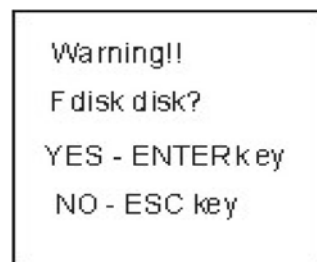 Warning!!
Fdisk disk?
YES - ENTER key
NO - ESC key